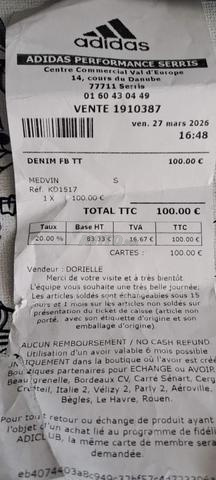 adidas
ADIDAS PERFORMANCE SERRIS
Centre Commercial Val d'Europe
14, cours du Danube
77711 Serris
01 60 43 04 49
VENTE 1910387
ven. 27 mars 2026
16:48
DENIM FB TT 100.00 €
MEDVIN S
Réf. KD1517
1 X 100.00 €
TOTAL TTC 100.00 €
Taux Base HT TVA TTC
20.00 % 83.33 € 16.67 € 100.00 €
CARTES : 100.00 €
Vendeur : DORIELLE
Merci de votre visite et à très bientôt
L'équipe vous souhaite une très belle journée:
Les articles soldés sont échangeables sous 15
jours et 1 mois sur les articles non soldés sur
présentation du ticket de caisse (article non
porté, avec son étiquette d'origine et son
emballage d'origine).
AUCUN REMBOURSEMENT / NO CASH REFUND
Utilisation d'un avoir valable 6 mois possible
UNIQUEMENT dans la boutique où l'avoir est créé
Boutiques partenaires pour ECHANGE ou AVOIR
Beaugrenelle, Bordeaux CV, Carré Sénart, Cergy
Créteil, Italie 2, Vélizy 2, Parly 2, Aéroville,
Bègles, Le Havre, Rouen.
Pour tout retour ou échange de produit ayant
l'objet d'un achat lié au programme de fidélité
ADICLUB, la même carte de membre sera
demandée.